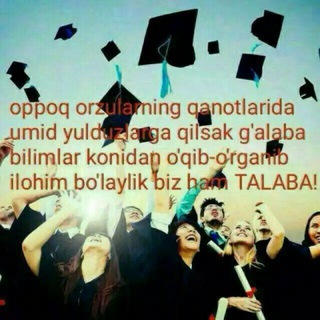 oppoq orzularning qanotlarida
umid yulduzlarga qilsak g'alaba
bilimlar konidan o'qib-o'rganib
ilohim bo'laylik biz ham TALABA!